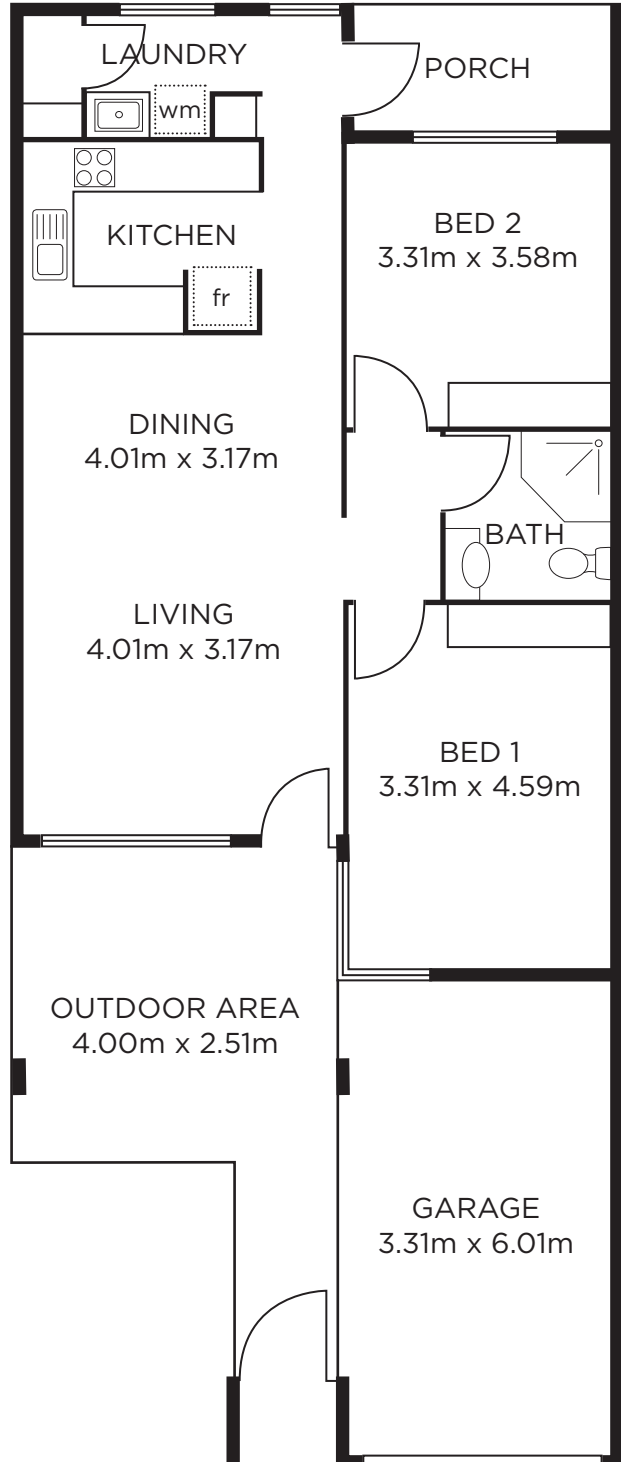 LAUNDRY
PORCH
wm
BED 2
3.31m x 3.58m
KITCHEN
fr
DINING
4.01m x 3.17m
BATH
LIVING
4.01m x 3.17m
BED 1
3.31m x 4.59m
OUTDOOR AREA
4.00m x 2.51m
GARAGE
3.31m x 6.01m